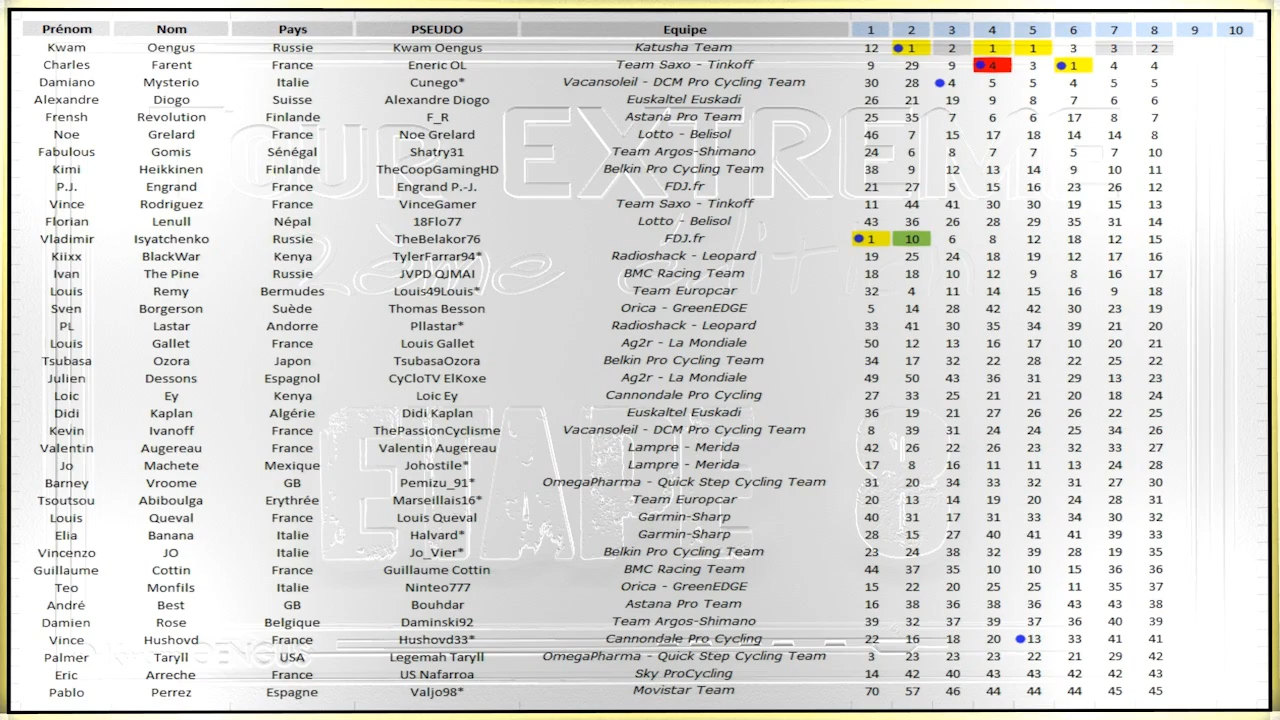 Prénom Nom Pays PSEUDO Equipe 1 2 3 4 5 6 7 8 9 10
Kwam Oengus Russie Kwam Oengus Katusha Team 12 1 2 1 1 3 3 2
Charles Farent France Eneric OL Team Saxo - Tinkoff 9 29 9 4 3 1 4 4
Damiano Mysterio Italie Cunego* Vacansoleil - DCM Pro Cycling Team 30 28 4 5 5 4 5 5
Alexandre Diogo Suisse Alexandre Diogo Euskaltel Euskadi 26 21 19 9 8 7 6 6
Frensh Revolution Finlande F_R Astana Pro Team 25 35 7 6 6 17 8 7
Noe Grelard France Noe Grelard Lotto - Belisol 46 7 15 17 18 14 14 8
Fabulous Gomis Sénégal Shatry31 Team Argos-Shimano 24 6 8 7 7 5 7 10
Kimi Heikkinen Finlande TheCoopGamingHD Belkin Pro Cycling Team 38 9 12 13 14 9 10 11
P.J. Engrand France Engrand P.-J. FDJ.fr 21 27 5 15 16 23 26 12
Vince Rodriguez France VinceGamer Team Saxo - Tinkoff 11 44 41 30 30 19 15 13
Florian Lenull Népal 18Flo77 Lotto - Belisol 43 36 26 28 29 35 31 14
Vladimir Isyatchenko Russie TheBelakor76 FDJ.fr 1 10 6 8 12 18 12 15
Kiixx BlackWar Kenya TylerFarrar94* Radioshack - Leopard 19 25 24 18 19 12 17 16
Ivan The Pine Russie JVPD OJMAI BMC Racing Team 18 18 10 12 9 8 16 17
Louis Remy Bermudes Louis49Louis* Team Europcar 32 4 11 14 15 16 9 18
Sven Borgerson Suède Thomas Besson Orica - GreenEDGE 5 14 28 42 42 30 23 19
PL Lastar Andorre Pllastar* Radioshack - Leopard 33 41 30 35 34 39 21 20
Louis Gallet France Louis Gallet Ag2r - La Mondiale 50 12 13 16 17 10 20 21
Tsubasa Ozora Japon TsubasaOzora Belkin Pro Cycling Team 34 17 32 22 28 22 25 22
Julien Dessons Espagnol CyCloTV ElKoxe Ag2r - La Mondiale 49 50 43 36 31 29 13 23
Loic Ey Kenya Loic Ey Cannondale Pro Cycling 27 33 25 21 21 20 18 24
Didi Kaplan Algérie Didi Kaplan Euskaltel Euskadi 36 19 21 27 26 26 22 25
Kevin Ivanoff France ThePassionCyclisme Vacansoleil - DCM Pro Cycling Team 8 39 31 24 24 25 34 26
Valentin Augereau France Valentin Augereau Lampre - Merida 42 26 22 26 23 32 33 27
Jo Machete Mexique Johostile* Lampre - Merida 17 8 16 11 11 13 24 28
Barney Vroome GB Pemizu_91* OmegaPharma - Quick Step Cycling Team 31 20 34 33 32 31 27 30
Tsoutsou Abiboulga Erythrée Marseillais16* Team Europcar 20 13 14 19 20 24 28 31
Louis Queval France Louis Queval Garmin-Sharp 40 31 17 31 33 34 30 32
Elia Banana Italie Halvard* Garmin-Sharp 28 15 27 40 41 41 39 33
Vincenzo JO Italie Jo_Vier* Belkin Pro Cycling Team 23 24 38 32 39 28 19 35
Guillaume Cottin France Guillaume Cottin BMC Racing Team 44 37 35 10 10 15 36 36
Teo Monfils Italie Ninteo777 Orica - GreenEDGE 15 22 20 25 25 11 35 37
André Best GB Bouhdar Astana Pro Team 16 38 36 38 36 43 43 38
Damien Rose Belgique Daminski92 Team Argos-Shimano 39 32 37 39 37 36 40 39
Vince Hushovd France Hushovd33* Cannondale Pro Cycling 22 16 18 20 13 33 41 41
Palmer Taryll USA Legemah Taryll OmegaPharma - Quick Step Cycling Team 3 23 23 23 22 21 29 42
Eric Arreche France US Nafarroa Sky ProCycling 14 42 40 43 43 42 42 43
Pablo Perrez Espagne Valjo98* Movistar Team 70 57 46 44 44 44 45 45
TOUR EXTREME
2ème édition
ETAPE 8